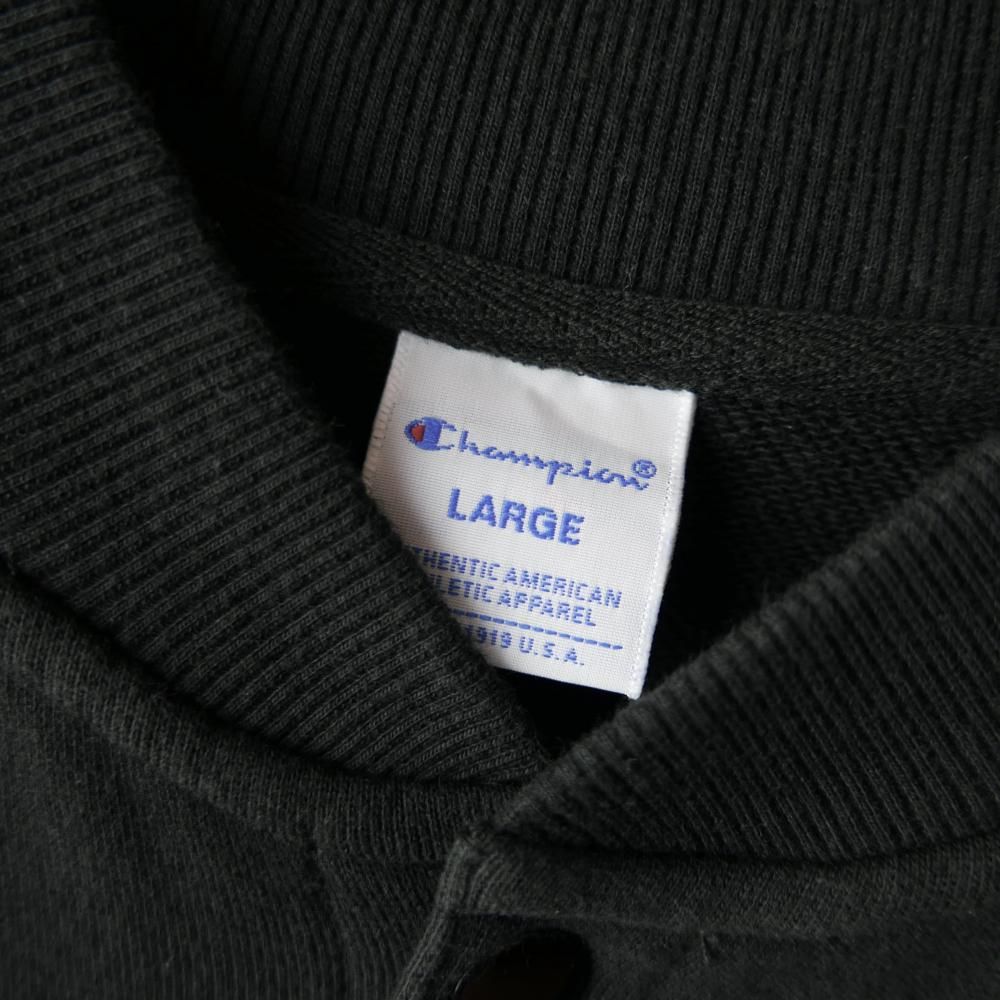 Champion®
LARGE
THENTIC AMERICAN
LETIC APPAREL
1919 U.S.A.